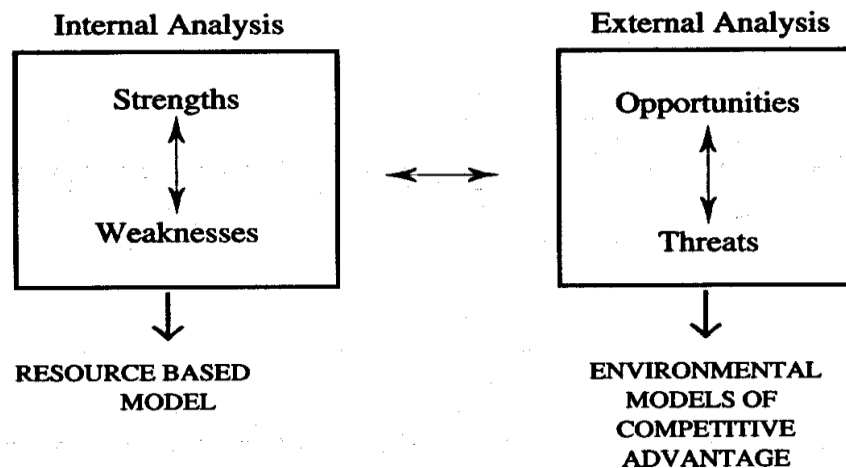 Internal Analysis
Strengths
Weaknesses
RESOURCE BASED
MODEL
External Analysis
Opportunities
Threats
ENVIRONMENTAL
MODELS OF
COMPETITIVE
ADVANTAGE